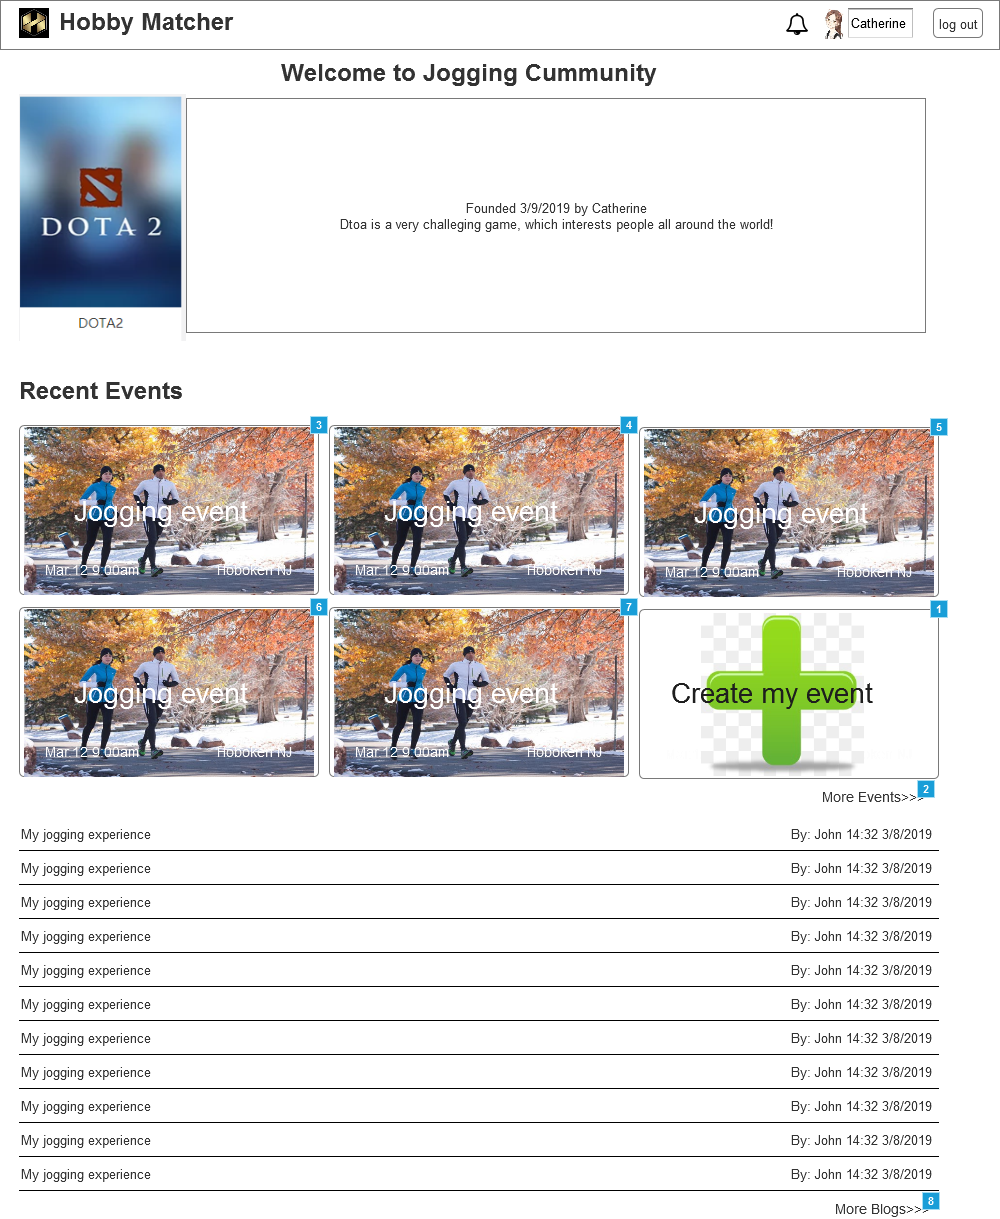 Hobby Matcher
Catherine
log out
Welcome to Jogging Cummunity
DOTA 2
DOTA2
Founded 3/9/2019 by Catherine
Dtoa is a very challeging game, which interests people all around the world!
Recent Events
3
4
5
Jogging event
Jogging event
Jogging event
Mar 12 9:00am Hoboken NJ
Mar 12 9:00am Hoboken NJ
Mar 12 9:00am Hoboken NJ
6
7
1
Jogging event
Jogging event
Create my event
Mar 12 9:00am Hoboken NJ
Mar 12 9:00am Hoboken NJ
More Events>>>
2
My jogging experience By: John 14:32 3/8/2019
My jogging experience By: John 14:32 3/8/2019
My jogging experience By: John 14:32 3/8/2019
My jogging experience By: John 14:32 3/8/2019
My jogging experience By: John 14:32 3/8/2019
My jogging experience By: John 14:32 3/8/2019
My jogging experience By: John 14:32 3/8/2019
My jogging experience By: John 14:32 3/8/2019
My jogging experience By: John 14:32 3/8/2019
My jogging experience By: John 14:32 3/8/2019
My jogging experience By: John 14:32 3/8/2019
More Blogs>>>
8